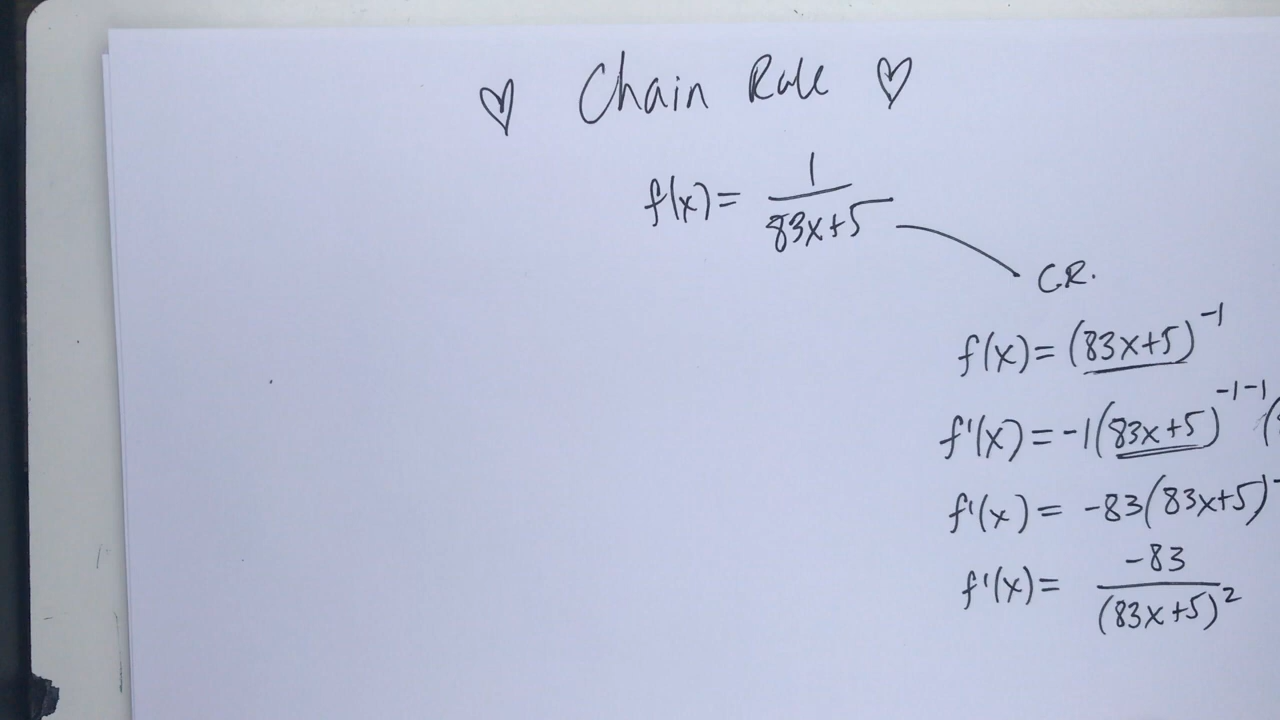 ♡ Chain Rule ♡
f(x) = 1 / 83x+5
C.R.
f(x) = (83x+5)^-1
f'(x) = -1(83x+5)^-1-1 (
f'(x) = -83(83x+5)^-
f'(x) = -83 / (83x+5)^2